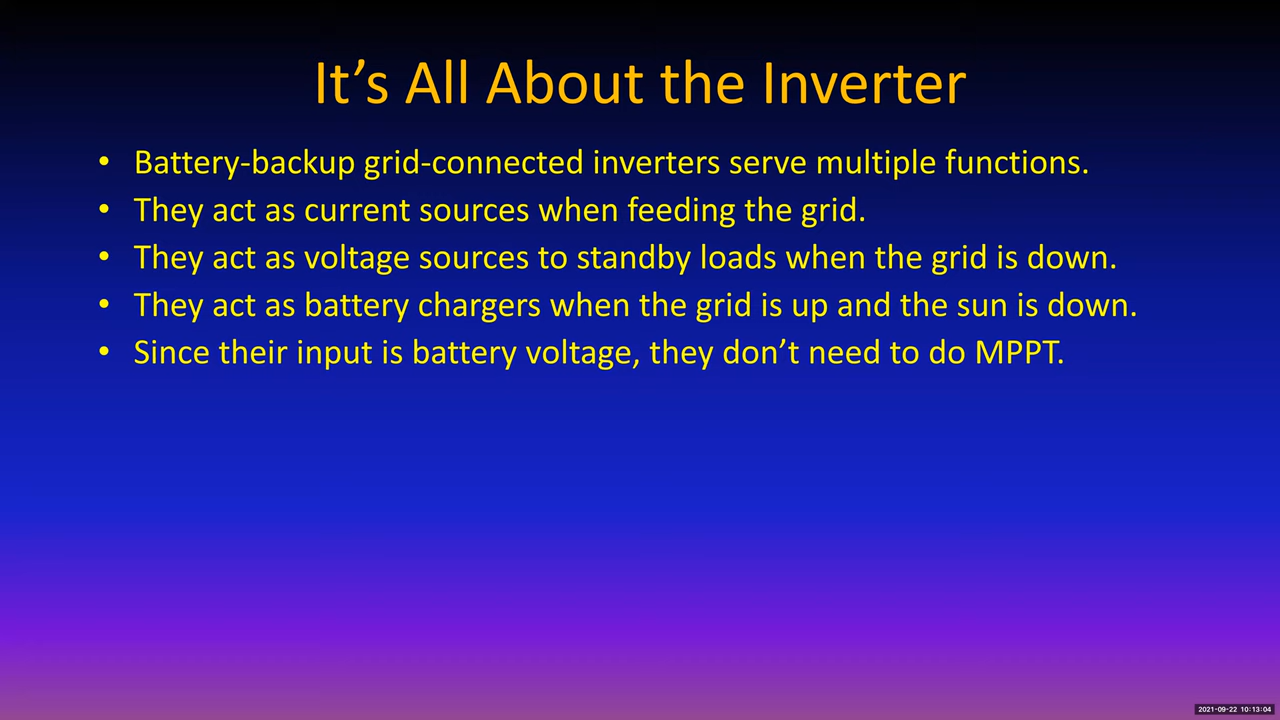 It’s All About the Inverter
• Battery-backup grid-connected inverters serve multiple functions.
• They act as current sources when feeding the grid.
• They act as voltage sources to standby loads when the grid is down.
• They act as battery chargers when the grid is up and the sun is down.
• Since their input is battery voltage, they don’t need to do MPPT.
2021-09-22 10:13:04